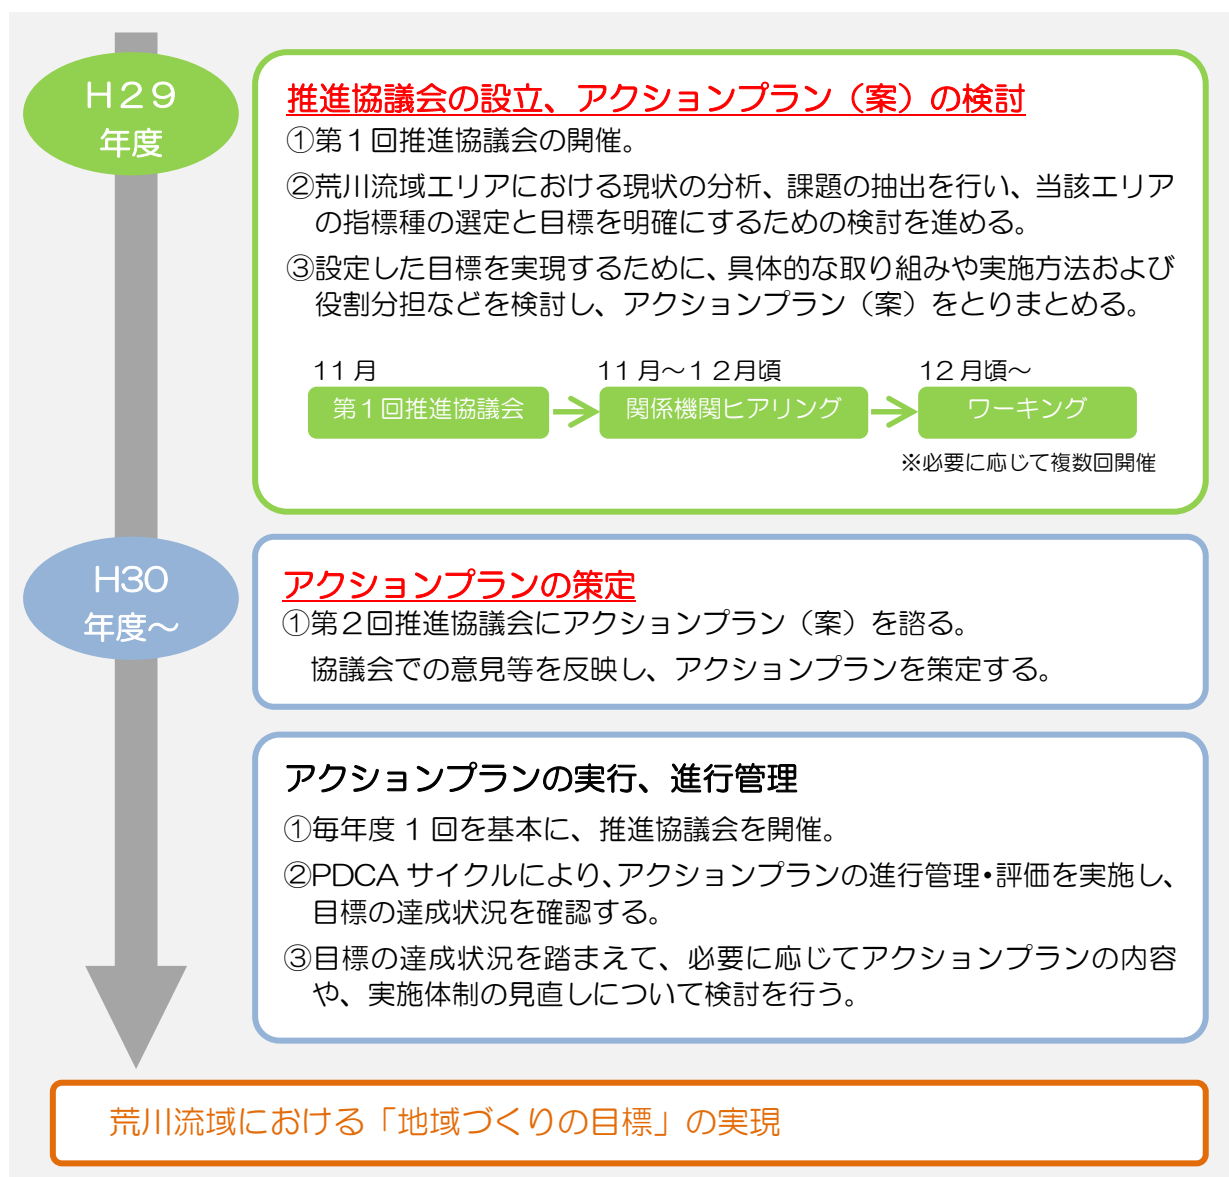 H29
年度
推進協議会の設立、アクションプラン（案）の検討
①第１回推進協議会の開催。
②荒川流域エリアにおける現状の分析、課題の抽出を行い、当該エリア
の指標種の選定と目標を明確にするための検討を進める。
③設定した目標を実現するために、具体的な取り組みや実施方法および
役割分担などを検討し、アクションプラン（案）をとりまとめる。
11月
11月～１２月頃
12月頃～
第１回推進協議会
関係機関ヒアリング
ワーキング
※必要に応じて複数回開催
H30
年度～
アクションプランの策定
①第２回推進協議会にアクションプラン（案）を諮る。
協議会での意見等を反映し、アクションプランを策定する。
アクションプランの実行、進行管理
①毎年度 1 回を基本に、推進協議会を開催。
②PDCA サイクルにより、アクションプランの進行管理・評価を実施し、
目標の達成状況を確認する。
③目標の達成状況を踏まえて、必要に応じてアクションプランの内容
や、実施体制の見直しについて検討を行う。
荒川流域における「地域づくりの目標」の実現